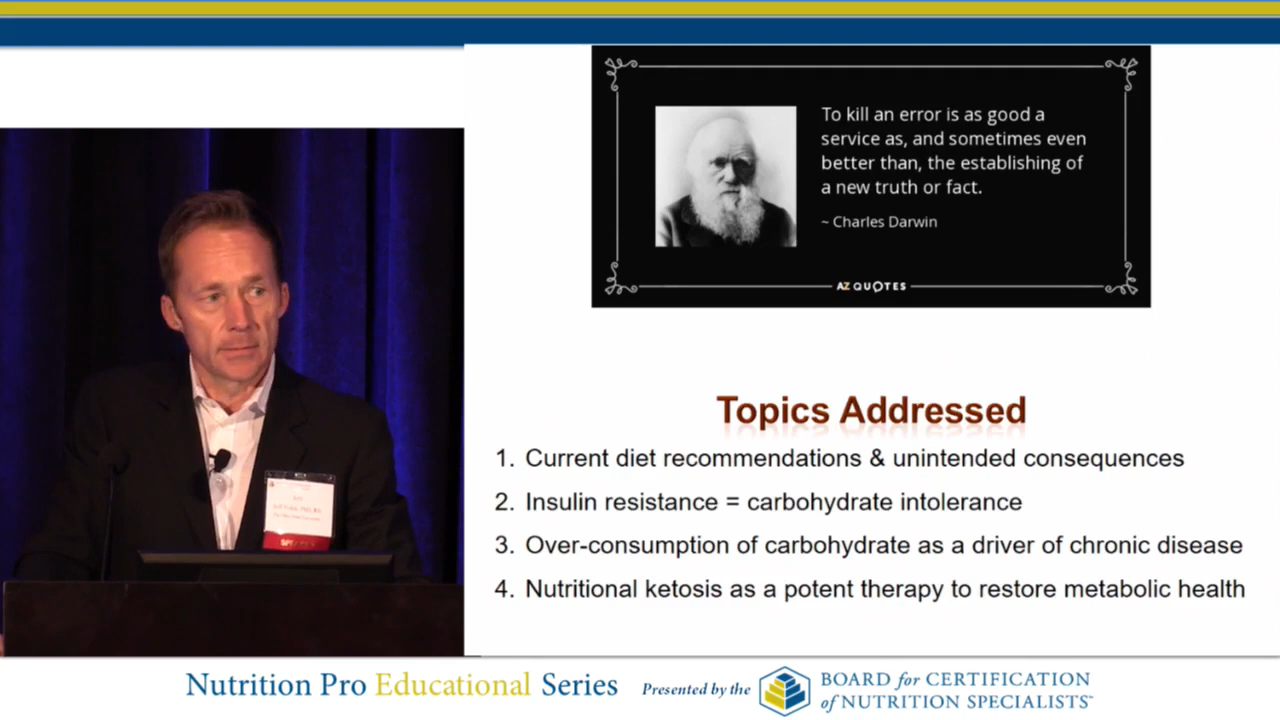 To kill an error is as good a
service as, and sometimes even
better than, the establishing of
a new truth or fact.
~ Charles Darwin
AZ QUOTES
Topics Addressed
1. Current diet recommendations & unintended consequences
2. Insulin resistance = carbohydrate intolerance
3. Over-consumption of carbohydrate as a driver of chronic disease
4. Nutritional ketosis as a potent therapy to restore metabolic health
SPEAKER
Nutrition Pro Educational Series
Presented by the
BOARD for CERTIFICATION
of NUTRITION SPECIALISTS